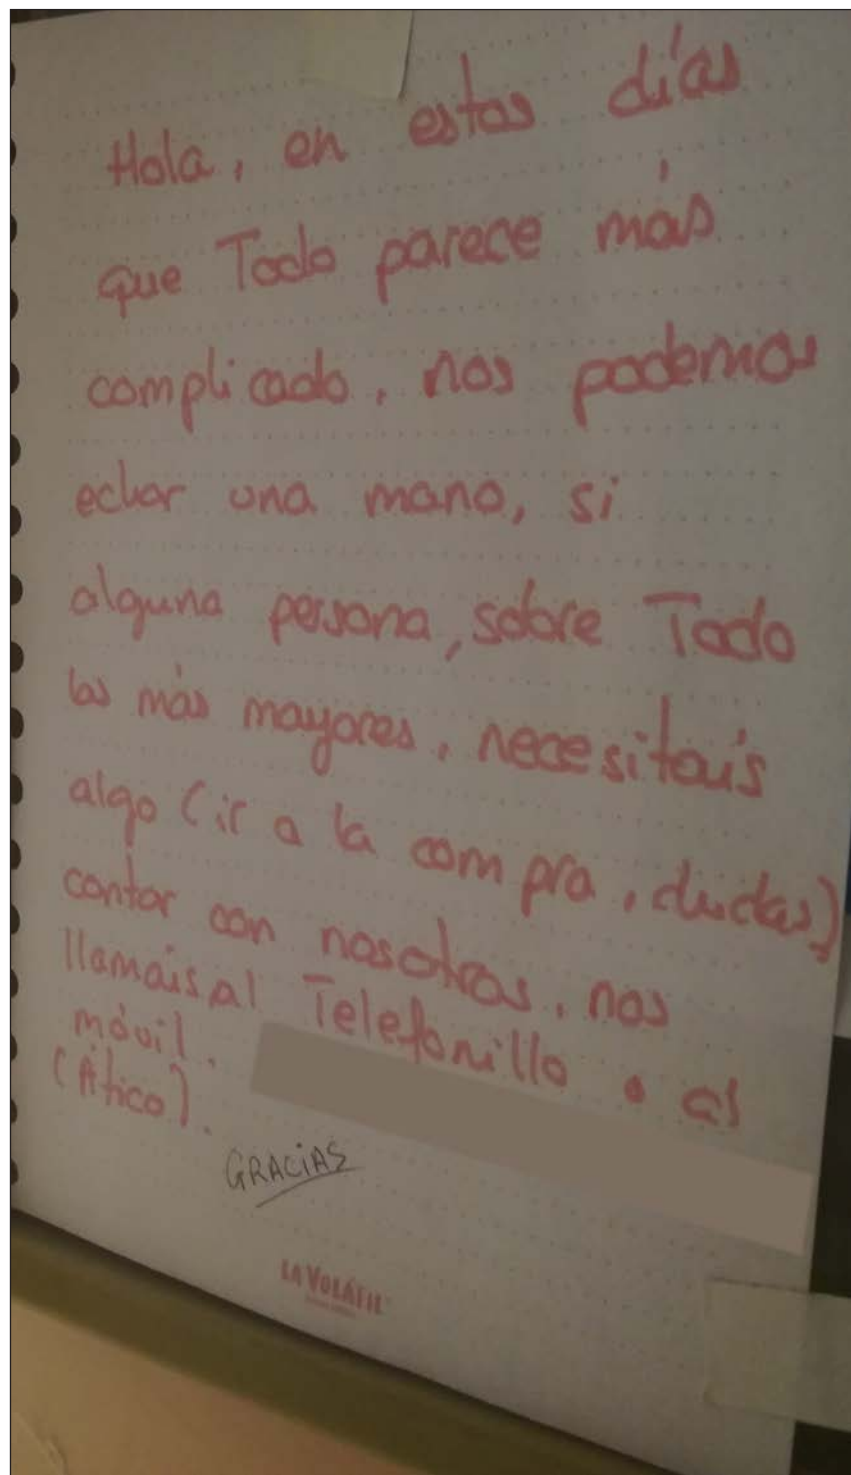 Hola, en estos días
que Todo parece más
complicado, nos podemos
echar una mano, si
alguna persona, sobre Todo
las más mayores, necesitáis
algo (ir a la compra, dudas)
contar con nosotros, nos
llamáis al Telefonillo o al
móvil.
(Ático).
GRACIAS
LA VOLÁTIL